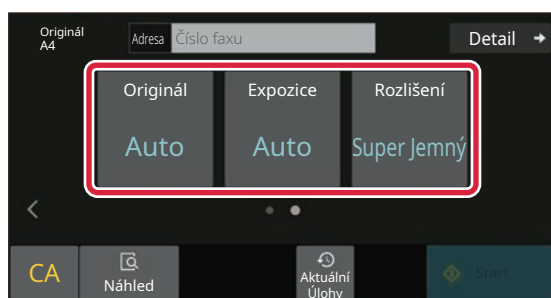 Originál
A4
Adresa Číslo faxu
Detail
Originál Expozice Rozlišení
Auto Auto Super Jemný
CA
Náhled
Aktuální
Úlohy
Start